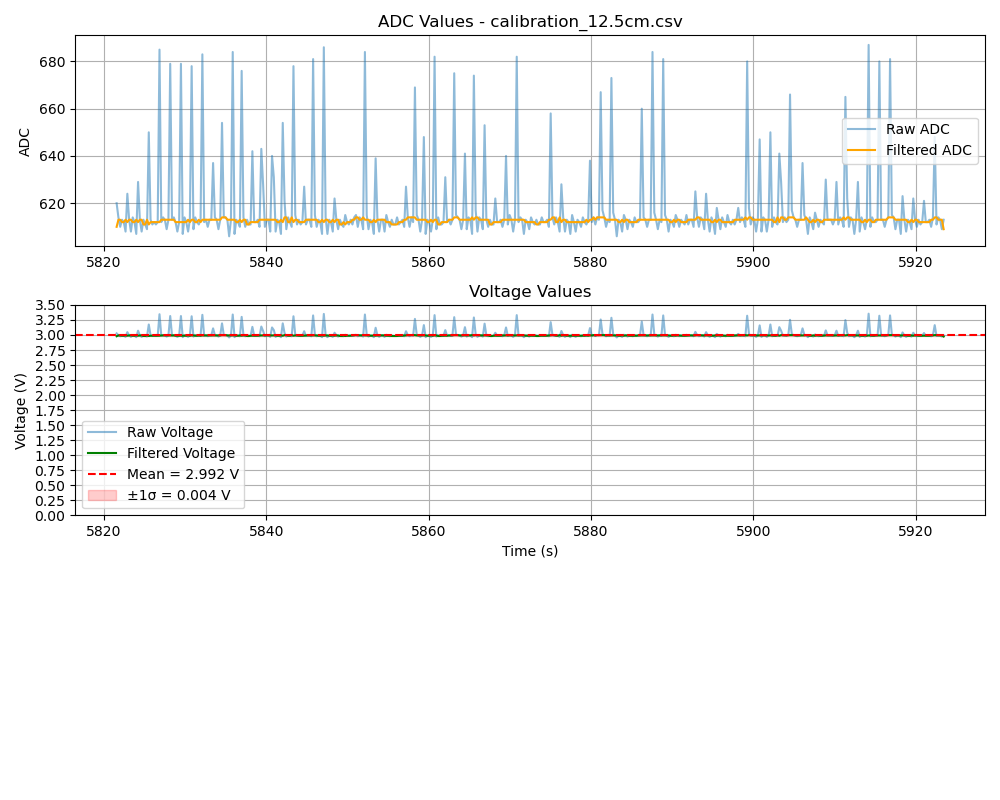 ADC Values - calibration_12.5cm.csv
ADC
680
660
640
620
Raw ADC
Filtered ADC
5820 5840 5860 5880 5900 5920
Voltage Values
Voltage (V)
3.50
3.25
3.00
2.75
2.50
2.25
2.00
1.75
1.50
1.25
1.00
0.75
0.50
0.25
0.00
Raw Voltage
Filtered Voltage
Mean = 2.992 V
±1σ = 0.004 V
5820 5840 5860 5880 5900 5920
Time (s)